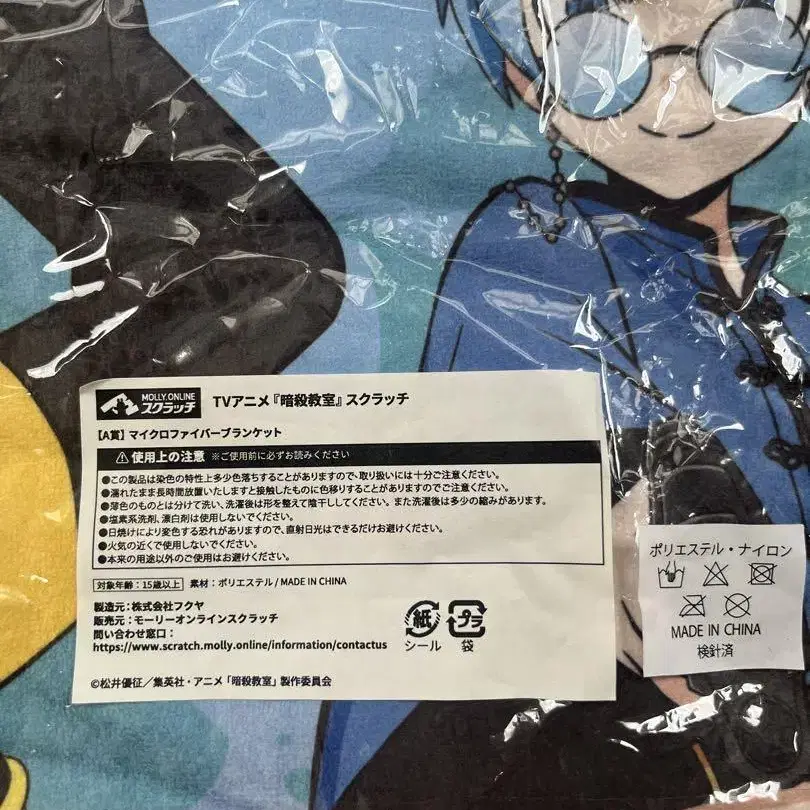 MOLLY.ONLINE
スクラッチ
TVアニメ『暗殺教室』スクラッチ
【A賞】マイクロファイバーブランケット
使用上の注意 ※ご使用前に必ずお読みください
●この製品は染色の特性上多少色落ちすることがありますので、取り扱いには十分ご注意ください。
●濡れたまま長時間放置いたしますと接触したものに色移りすることがありますのでご注意ください。
●薄色のものとは分けて洗い、洗濯後は形を整えて陰干ししてください。また洗濯後は多少の縮みがあります。
●塩素系洗剤、漂白剤は使用しないでください。
●日焼けにより変色する恐れがありますので、直射日光はできるだけお避けください。
●火気の近くで使用しないでください。
●本来の用途以外のご使用はお避けください。
対象年齢:15歳以上 素材:ポリエステル/MADE IN CHINA
製造元:株式会社フクヤ
販売元:モーリーオンラインスクラッチ
問い合わせ窓口:
https://www.scratch.molly.online/information/contactus
紙
シール
プラ
袋
©松井優征／集英社・アニメ「暗殺教室」製作委員会
ポリエステル・ナイロン
MADE IN CHINA
検針済